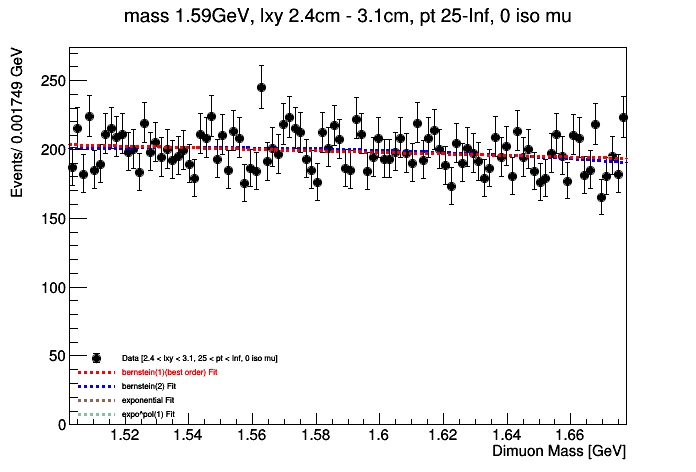 mass 1.59GeV, lxy 2.4cm - 3.1cm, pt 25-Inf, 0 iso mu
Events/ 0.001749 GeV
250
200
150
100
50
0
Data [2.4 < lxy < 3.1, 25 < pt < Inf, 0 iso mu]
bernstein(1)(best order) Fit
bernstein(2) Fit
exponential Fit
expo*pol(1) Fit
1.52 1.54 1.56 1.58 1.6 1.62 1.64 1.66
Dimuon Mass [GeV]